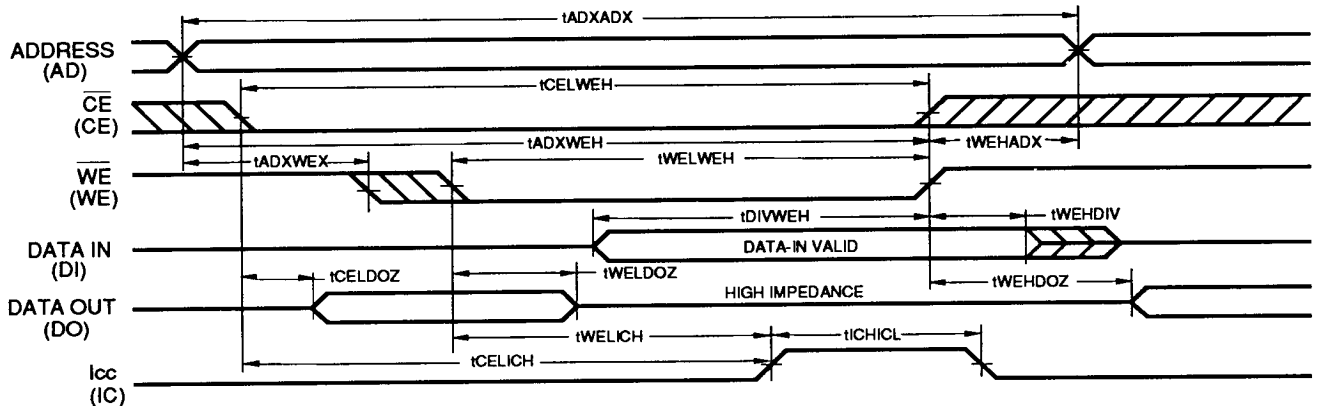 tADXADX
ADDRESS
(AD)
tCELWEH
CE
(CE)
tADXWEH
tWEHADX
tADXWEX
tWELWEH
WE
(WE)
tDIVWEH
tWEHDIV
DATA IN
(DI)
DATA-IN VALID
tCELDOZ
tWELDOZ
tWEHDOZ
DATA OUT
(DO)
HIGH IMPEDANCE
tWELICH
tICHICL
tCELICH
Icc
(IC)